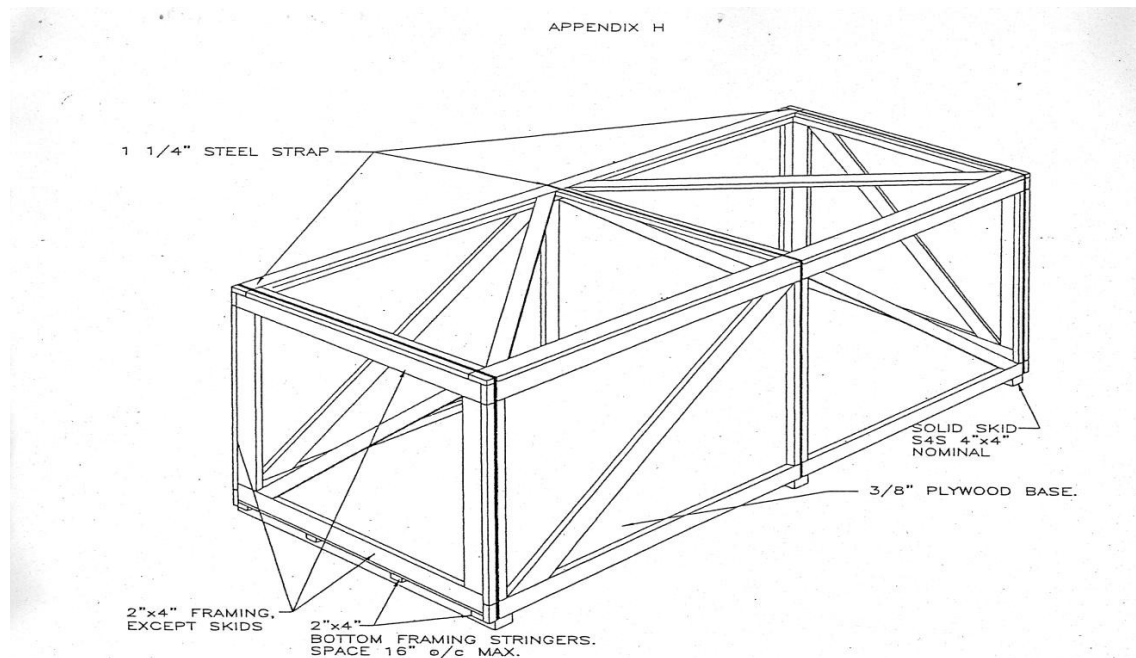 APPENDIX H
1 1/4" STEEL STRAP
SOLID SKID
S4S 4"x4"
NOMINAL
3/8" PLYWOOD BASE.
2"x4" FRAMING,
EXCEPT SKIDS
2"x4"
BOTTOM FRAMING STRINGERS.
SPACE 16" o/c MAX.